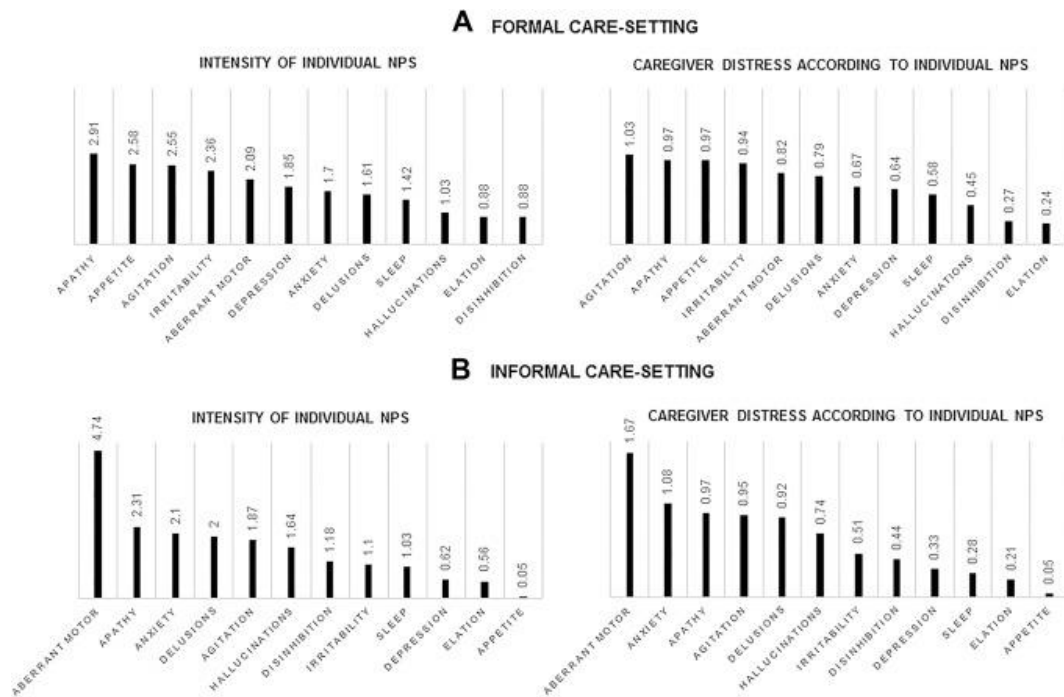 A FORMAL CARE-SETTING
INTENSITY OF INDIVIDUAL NPS
2.91
2.58
2.55
2.36
2.09
1.85
1.7
1.61
1.42
1.03
0.88
0.88
APATHY
APPETITE
AGITATION
IRRITABILITY
ABERRANT MOTOR
DEPRESSION
ANXIETY
DELUSIONS
SLEEP
HALLUCINATIONS
ELATION
DISINHIBITION
CAREGIVER DISTRESS ACCORDING TO INDIVIDUAL NPS
1.03
0.97
0.97
0.94
0.82
0.79
0.67
0.64
0.58
0.45
0.27
0.24
AGITATION
APATHY
APPETITE
IRRITABILITY
ABERRANT MOTOR
DELUSIONS
ANXIETY
DEPRESSION
SLEEP
HALLUCINATIONS
DISINHIBITION
ELATION
B INFORMAL CARE-SETTING
INTENSITY OF INDIVIDUAL NPS
4.74
2.31
2.1
2
1.87
1.64
1.18
1.1
1.03
0.62
0.56
0.05
ABERRANT MOTOR
APATHY
ANXIETY
DELUSIONS
AGITATION
HALLUCINATIONS
DISINHIBITION
IRRITABILITY
SLEEP
DEPRESSION
ELATION
APPETITE
CAREGIVER DISTRESS ACCORDING TO INDIVIDUAL NPS
1.67
1.08
0.97
0.95
0.92
0.74
0.51
0.44
0.33
0.28
0.21
0.05
ABERRANT MOTOR
ANXIETY
APATHY
AGITATION
DELUSIONS
HALLUCINATIONS
IRRITABILITY
DISINHIBITION
DEPRESSION
SLEEP
ELATION
APPETITE